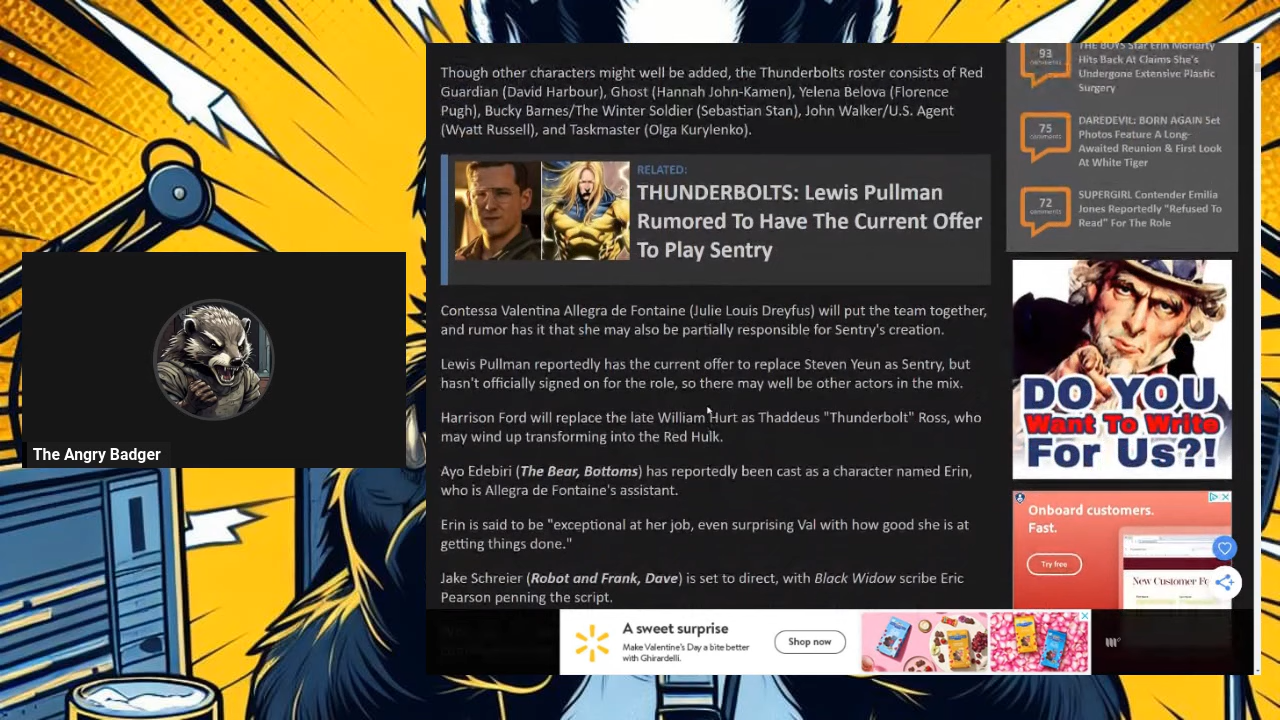 Though other characters might well be added, the Thunderbolts roster consists of Red
Guardian (David Harbour), Ghost (Hannah John-Kamen), Yelena Belova (Florence
Pugh), Bucky Barnes/The Winter Soldier (Sebastian Stan), John Walker/U.S. Agent
(Wyatt Russell), and Taskmaster (Olga Kurylenko).
RELATED:
THUNDERBOLTS: Lewis Pullman
Rumored To Have The Current Offer
To Play Sentry
Contessa Valentina Allegra de Fontaine (Julie Louis Dreyfus) will put the team together,
and rumor has it that she may also be partially responsible for Sentry's creation.
Lewis Pullman reportedly has the current offer to replace Steven Yeun as Sentry, but
hasn't officially signed on for the role, so there may well be other actors in the mix.
Harrison Ford will replace the late William Hurt as Thaddeus "Thunderbolt" Ross, who
may wind up transforming into the Red Hulk.
Ayo Edebiri (The Bear, Bottoms) has reportedly been cast as a character named Erin,
who is Allegra de Fontaine's assistant.
Erin is said to be "exceptional at her job, even surprising Val with how good she is at
getting things done."
Jake Schreier (Robot and Frank, Dave) is set to direct, with Black Widow scribe Eric
Pearson penning the script.
93
comments
THE BOYS Star Erin Moriarty
Hits Back At Claims She's
Undergone Extensive Plastic
Surgery
75
comments
DAREDEVIL: BORN AGAIN Set
Photos Feature A Long-
Awaited Reunion & First Look
At White Tiger
72
comments
SUPERGIRL Contender Emilia
Jones Reportedly "Refused To
Read" For The Role
DO YOU
Want To Write
For Us?!
Onboard customers.
Fast.
Try free
New Customer
The Angry Badger
A sweet surprise
Make Valentine's Day a bite better
with Ghirardelli.
Shop now